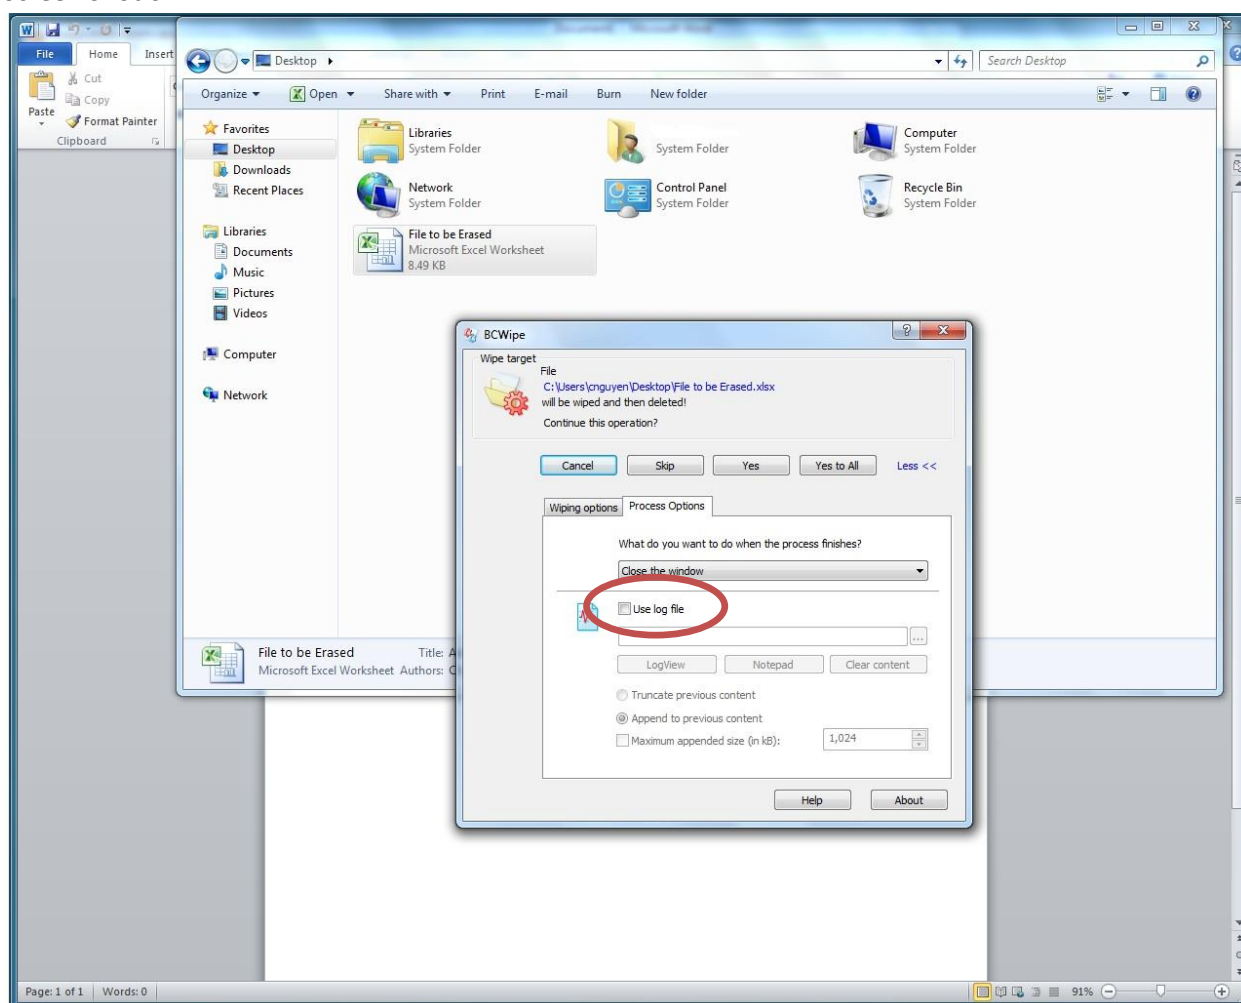 File Home Insert
Cut
Copy
Paste
Format Painter
Clipboard
Desktop
Search Desktop
Organize Open Share with Print E-mail Burn New folder
Favorites
Desktop
Downloads
Recent Places
Libraries
Documents
Music
Pictures
Videos
Computer
Network
Libraries
System Folder
System Folder
Computer
System Folder
Network
System Folder
Control Panel
System Folder
Recycle Bin
System Folder
File to be Erased
Microsoft Excel Worksheet
8.49 KB
BCWipe
Wipe target
File
C:\Users\cnguyen\Desktop\File to be Erased.xlsx
will be wiped and then deleted!
Continue this operation?
Cancel Skip Yes Yes to All Less <<
Wiping options Process Options
What do you want to do when the process finishes?
Close the window
Use log file
...
LogView Notepad Clear content
Truncate previous content
Append to previous content
Maximum appended size (in kB): 1,024
Help About
File to be Erased Title: A
Microsoft Excel Worksheet Authors: C
Page: 1 of 1 Words: 0 91%